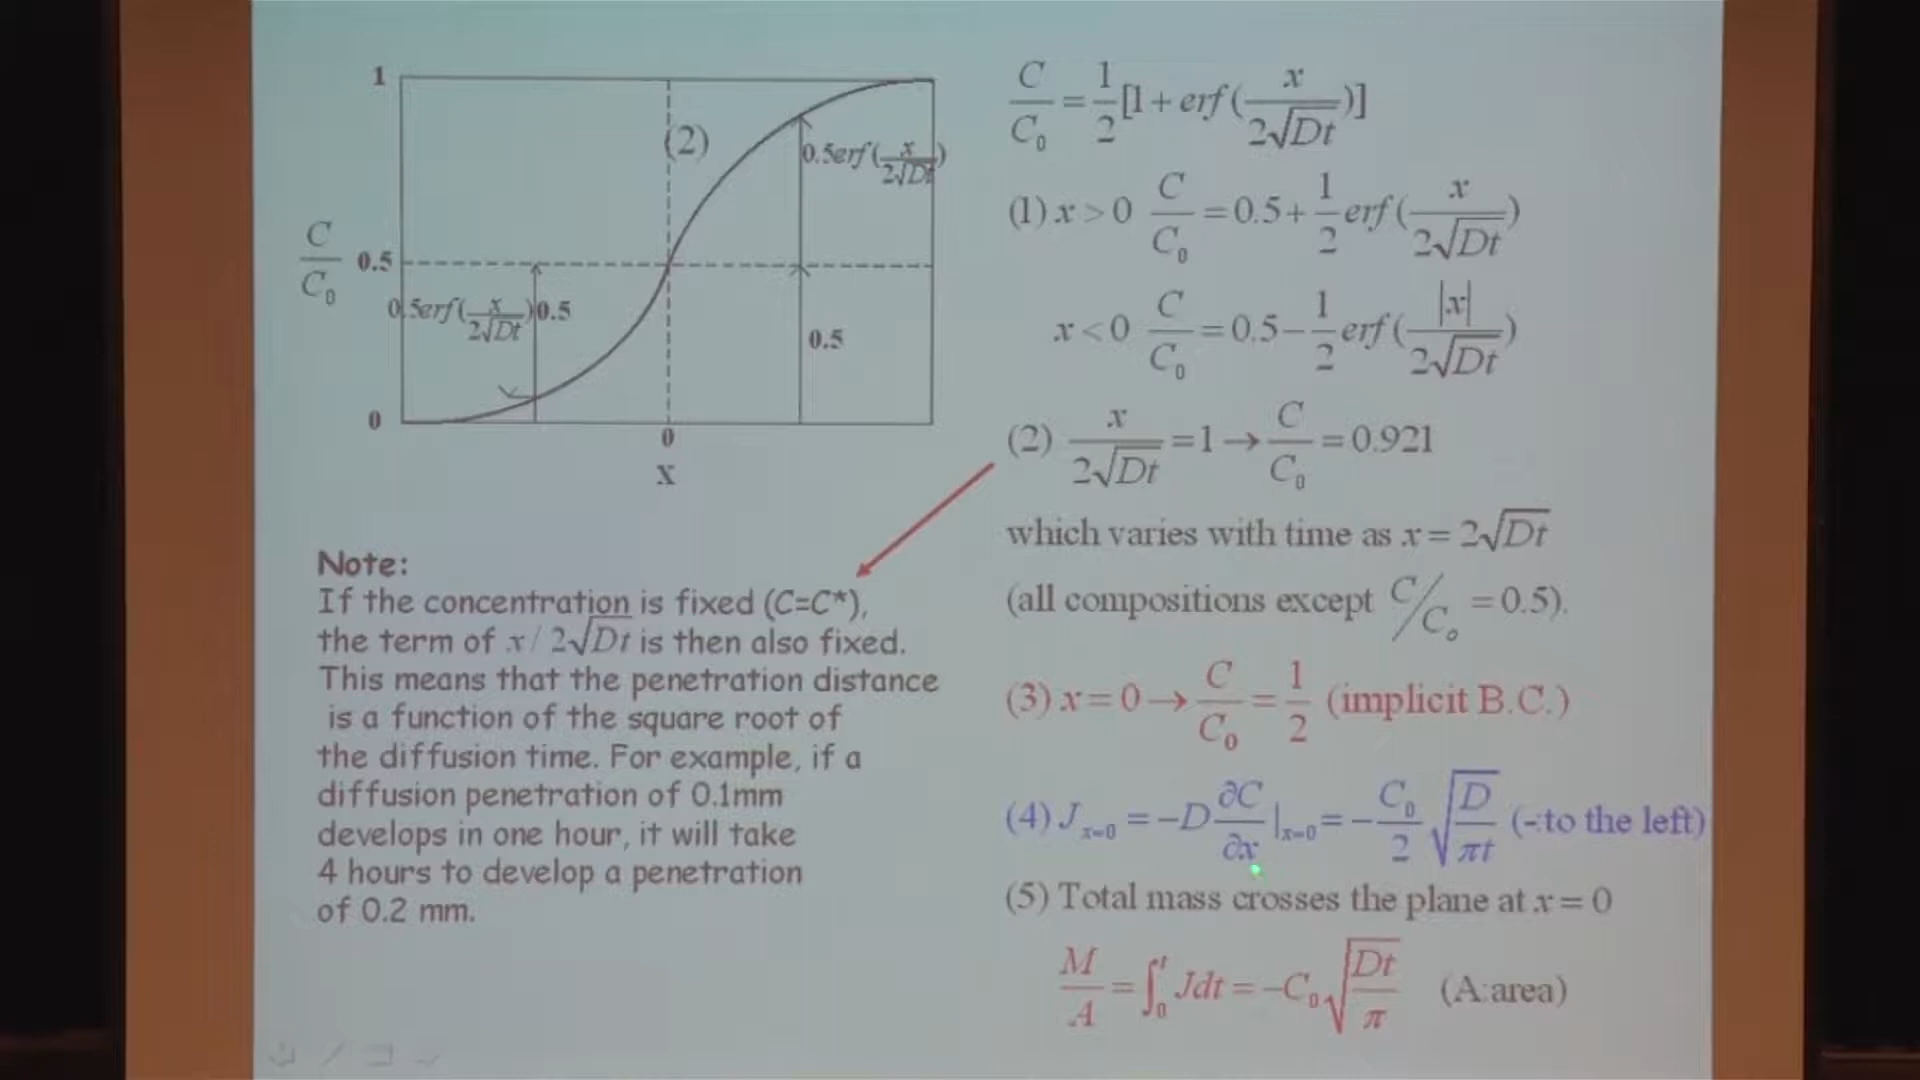 1
(2)
0.5erf(x/2√Dt)
C/C₀
0.5
0.5erf(x/2√Dt)
0.5
0.5
0
0
X
Note:
If the concentration is fixed (C=C*),
the term of x/2√Dt is then also fixed.
This means that the penetration distance
is a function of the square root of
the diffusion time. For example, if a
diffusion penetration of 0.1mm
develops in one hour, it will take
4 hours to develop a penetration
of 0.2 mm.
C/C₀ = 1/2[1+erf(x/2√Dt)]
(1) x>0 C/C₀ = 0.5+1/2 erf(x/2√Dt)
x<0 C/C₀ = 0.5−1/2 erf(|x|/2√Dt)
(2) x/2√Dt = 1 → C/C₀ = 0.921
which varies with time as x = 2√Dt
(all compositions except C/C₀ = 0.5).
(3) x = 0 → C/C₀ = 1/2 (implicit B.C.)
(4) Jₓ₌₀ = −D ∂C/∂x |ₓ₌₀ = −C₀/2 √(D/πt) (-:to the left)
(5) Total mass crosses the plane at x = 0
M/A = ∫₀ᵗ Jdt = −C₀√(Dt/π) (A:area)